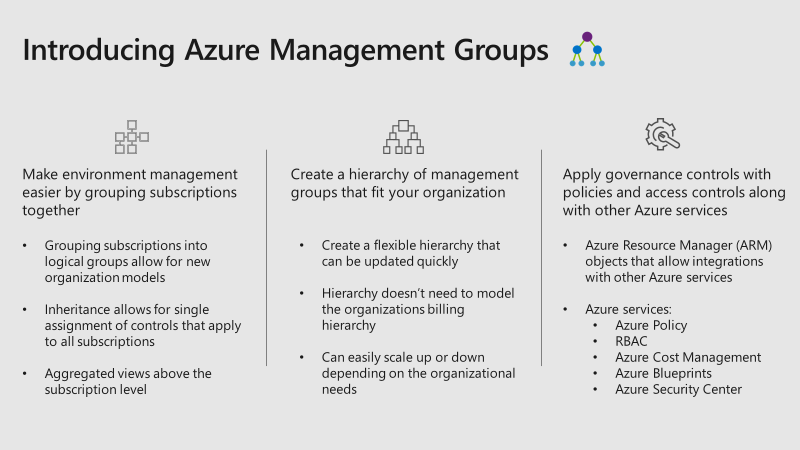 Introducing Azure Management Groups
Make environment management
easier by grouping subscriptions
together
• Grouping subscriptions into
logical groups allow for new
organization models
• Inheritance allows for single
assignment of controls that apply
to all subscriptions
• Aggregated views above the
subscription level
Create a hierarchy of management
groups that fit your organization
• Create a flexible hierarchy that
can be updated quickly
• Hierarchy doesn't need to model
the organizations billing
hierarchy
• Can easily scale up or down
depending on the organizational
needs
Apply governance controls with
policies and access controls along
with other Azure services
• Azure Resource Manager (ARM)
objects that allow integrations
with other Azure services
• Azure services:
• Azure Policy
• RBAC
• Azure Cost Management
• Azure Blueprints
• Azure Security Center